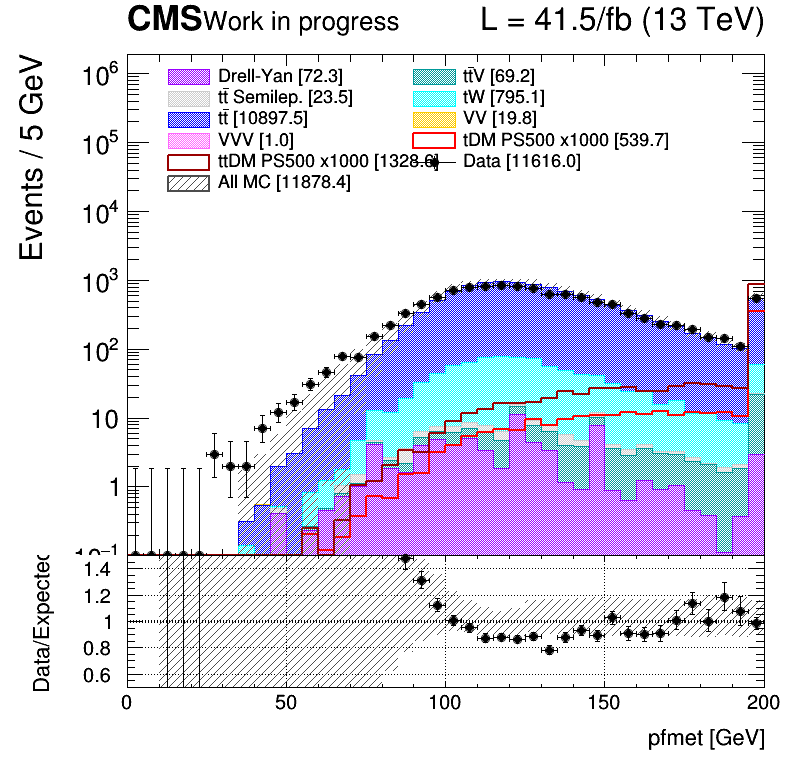 CMS Work in progress L = 41.5/fb (13 TeV)
Events / 5 GeV
Drell-Yan [72.3] tt̄V [69.2]
tt̄ Semilep. [23.5] tW [795.1]
tt̄ [10897.5] VV [19.8]
VVV [1.0] tDM PS500 x1000 [539.7]
ttDM PS500 x1000 [1328.6] Data [11616.0]
All MC [11878.4]
10⁶
10⁵
10⁴
10³
10²
10
1
10⁻¹
Data/Expected
1.4
1.2
1
0.8
0.6
0 50 100 150 200
pfmet [GeV]